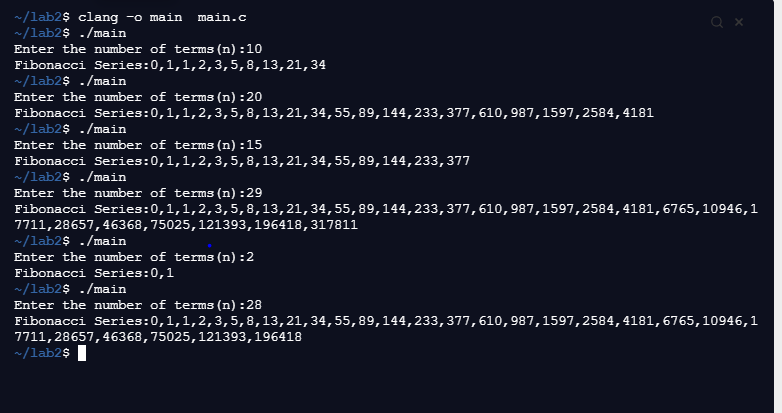 ~/lab2$ clang -o main  main.c
~/lab2$ ./main
Enter the number of terms(n):10
Fibonacci Series:0,1,1,2,3,5,8,13,21,34
~/lab2$ ./main
Enter the number of terms(n):20
Fibonacci Series:0,1,1,2,3,5,8,13,21,34,55,89,144,233,377,610,987,1597,2584,4181
~/lab2$ ./main
Enter the number of terms(n):15
Fibonacci Series:0,1,1,2,3,5,8,13,21,34,55,89,144,233,377
~/lab2$ ./main
Enter the number of terms(n):29
Fibonacci Series:0,1,1,2,3,5,8,13,21,34,55,89,144,233,377,610,987,1597,2584,4181,6765,10946,1
7711,28657,46368,75025,121393,196418,317811
~/lab2$ ./main
Enter the number of terms(n):2
Fibonacci Series:0,1
~/lab2$ ./main
Enter the number of terms(n):28
Fibonacci Series:0,1,1,2,3,5,8,13,21,34,55,89,144,233,377,610,987,1597,2584,4181,6765,10946,1
7711,28657,46368,75025,121393,196418
~/lab2$